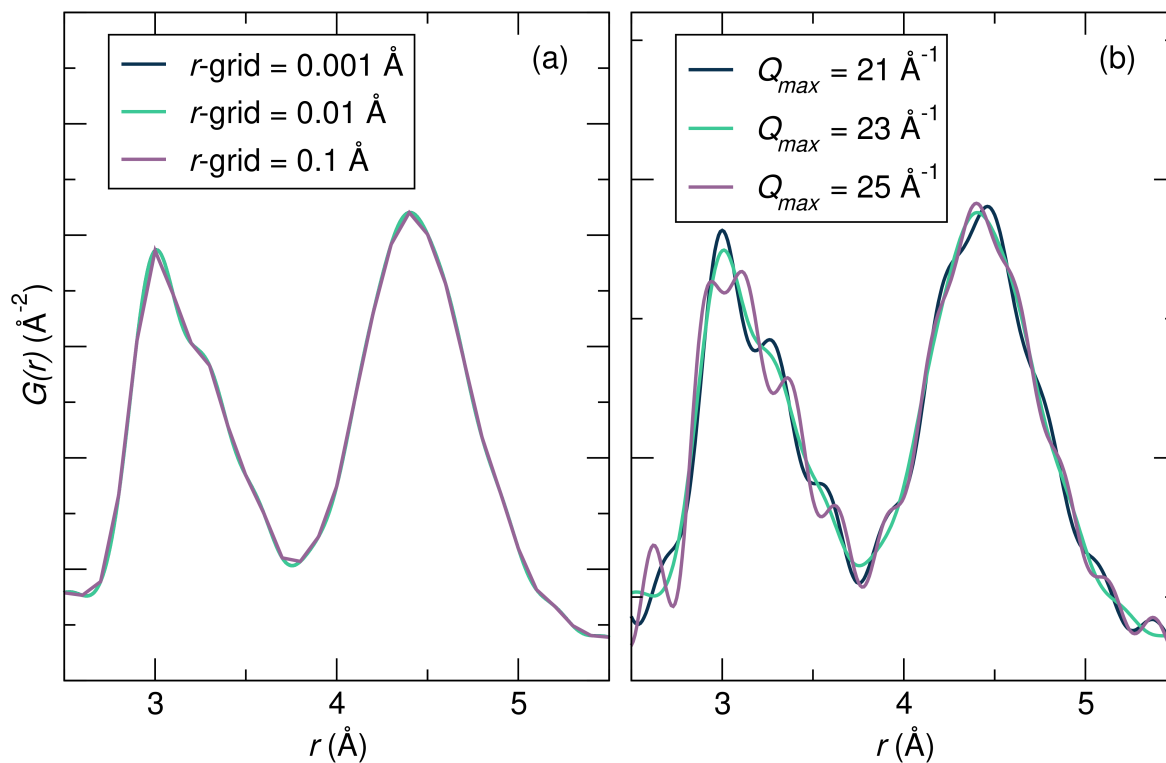 r-grid = 0.001 Å
r-grid = 0.01 Å
r-grid = 0.1 Å
(a)
G(r) (Å⁻²)
3 4 5
r (Å)
Q_max = 21 Å⁻¹
Q_max = 23 Å⁻¹
Q_max = 25 Å⁻¹
(b)
3 4 5
r (Å)